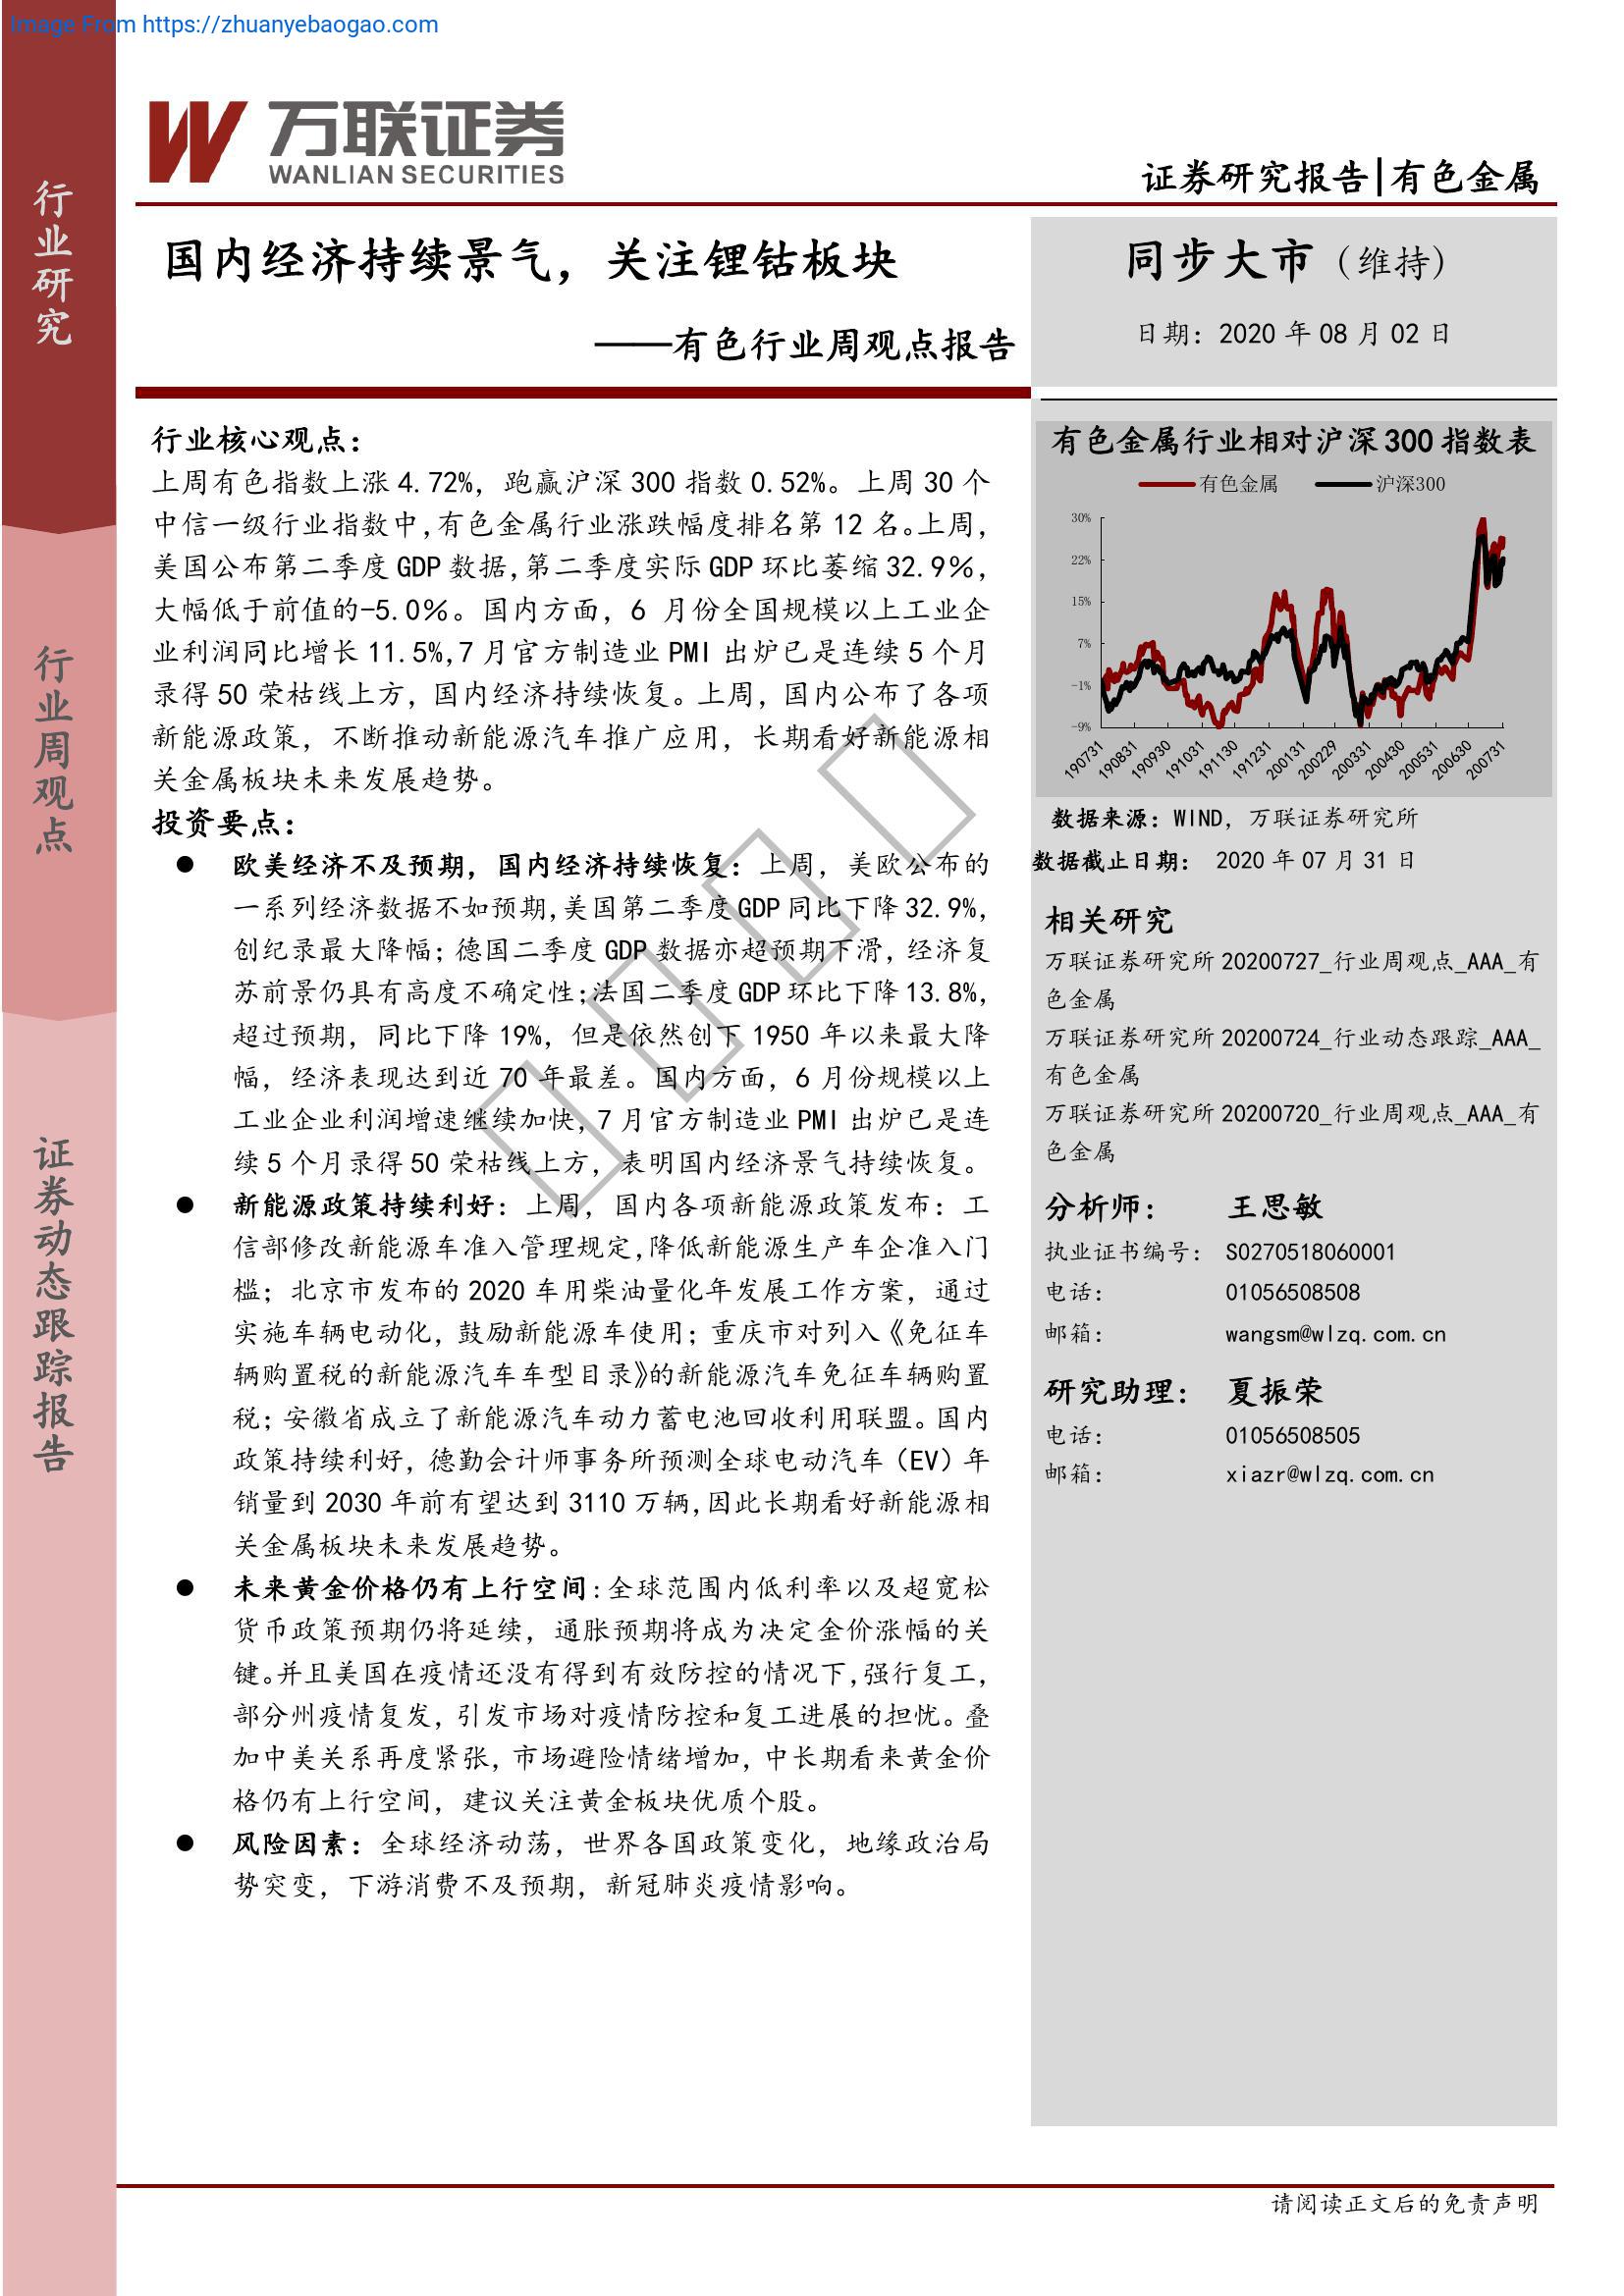 Image From https://zhuanyebaogao.com
万联证券
WANLIAN SECURITIES
证券研究报告|有色金属
行业研究
行业周观点
证券动态跟踪报告
国内经济持续景气，关注锂钴板块
——有色行业周观点报告
同步大市（维持）
日期：2020 年 08 月 02 日
行业核心观点：
上周有色指数上涨 4.72%，跑赢沪深 300 指数 0.52%。上周 30 个
中信一级行业指数中,有色金属行业涨跌幅度排名第 12 名。上周，
美国公布第二季度 GDP 数据,第二季度实际 GDP 环比萎缩 32.9％，
大幅低于前值的-5.0％。国内方面，6 月份全国规模以上工业企
业利润同比增长 11.5%,7 月官方制造业 PMI 出炉已是连续 5 个月
录得 50 荣枯线上方，国内经济持续恢复。上周，国内公布了各项
新能源政策，不断推动新能源汽车推广应用，长期看好新能源相
关金属板块未来发展趋势。
投资要点：
● 欧美经济不及预期，国内经济持续恢复：上周，美欧公布的
一系列经济数据不如预期,美国第二季度 GDP 同比下降 32.9%，
创纪录最大降幅；德国二季度 GDP 数据亦超预期下滑，经济复
苏前景仍具有高度不确定性；法国二季度 GDP 环比下降 13.8%，
超过预期，同比下降 19%，但是依然创下 1950 年以来最大降
幅，经济表现达到近 70 年最差。国内方面，6 月份规模以上
工业企业利润增速继续加快，7 月官方制造业 PMI 出炉已是连
续 5 个月录得 50 荣枯线上方，表明国内经济景气持续恢复。
● 新能源政策持续利好：上周，国内各项新能源政策发布：工
信部修改新能源车准入管理规定,降低新能源生产车企准入门
槛；北京市发布的 2020 车用柴油量化年发展工作方案，通过
实施车辆电动化，鼓励新能源车使用；重庆市对列入《免征车
辆购置税的新能源汽车车型目录》的新能源汽车免征车辆购置
税；安徽省成立了新能源汽车动力蓄电池回收利用联盟。国内
政策持续利好，德勤会计师事务所预测全球电动汽车（EV）年
销量到 2030 年前有望达到 3110 万辆,因此长期看好新能源相
关金属板块未来发展趋势。
● 未来黄金价格仍有上行空间：全球范围内低利率以及超宽松
货币政策预期仍将延续，通胀预期将成为决定金价涨幅的关
键。并且美国在疫情还没有得到有效防控的情况下,强行复工，
部分州疫情复发，引发市场对疫情防控和复工进展的担忧。叠
加中美关系再度紧张，市场避险情绪增加，中长期看来黄金价
格仍有上行空间，建议关注黄金板块优质个股。
● 风险因素：全球经济动荡，世界各国政策变化，地缘政治局
势突变，下游消费不及预期，新冠肺炎疫情影响。
有色金属行业相对沪深 300 指数表
有色金属 沪深300
30%
22%
15%
7%
-1%
-9%
190731 190831 190930 191031 191130 191231 200131 200229 200331 200430 200531 200630 200731
数据来源：WIND，万联证券研究所
数据截止日期： 2020 年 07 月 31 日
相关研究
万联证券研究所 20200727_行业周观点_AAA_有
色金属
万联证券研究所 20200724_行业动态跟踪_AAA_
有色金属
万联证券研究所 20200720_行业周观点_AAA_有
色金属
分析师： 王思敏
执业证书编号： S0270518060001
电话： 01056508508
邮箱： wangsm@wlzq.com.cn
研究助理： 夏振荣
电话： 01056508505
邮箱： xiazr@wlzq.com.cn
请阅读正文后的免责声明